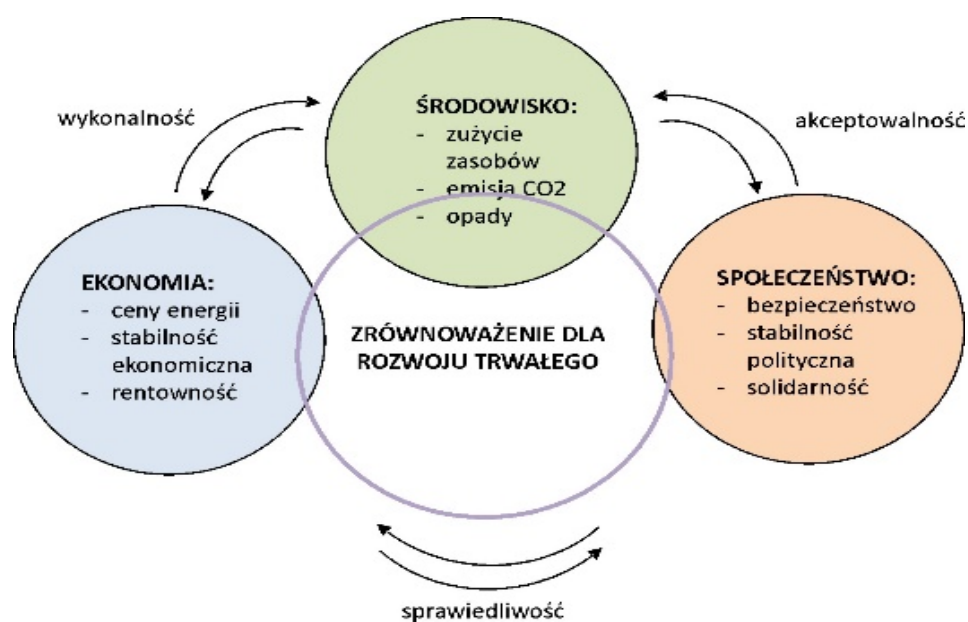 wykonalność
ŚRODOWISKO:
- zużycie
zasobów
- emisja CO2
- opady
akceptowalność
EKONOMIA:
- ceny energii
- stabilność
ekonomiczna
- rentowność
ZRÓWNOWAŻENIE DLA
ROZWOJU TRWAŁEGO
SPOŁECZEŃSTWO:
- bezpieczeństwo
- stabilność
polityczna
- solidarność
sprawiedliwość